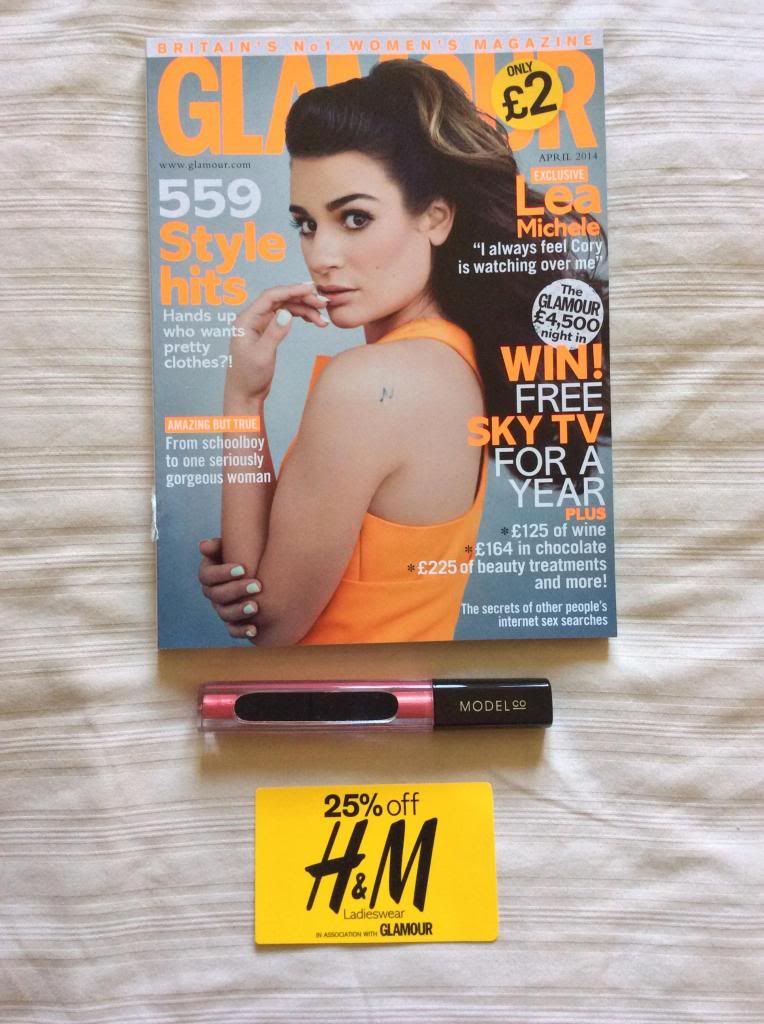 BRITAIN'S No1 WOMEN'S MAGAZINE
GLAMOUR
ONLY
£2
www.glamour.com
APRIL 2014
559
Style
hits
Hands up
who wants
pretty
clothes?!
EXCLUSIVE
Lea
Michele
"I always feel Cory
is watching over me"
The
GLAMOUR
£4,500
night in
WIN!
FREE
SKY TV
FOR A
YEAR
PLUS
*£125 of wine
*£164 in chocolate
*£225 of beauty treatments
and more!
AMAZING BUT TRUE
From schoolboy
to one seriously
gorgeous woman
The secrets of other people's
internet sex searches
MODELCO
25% off
H&M
Ladieswear
IN ASSOCIATION WITH GLAMOUR